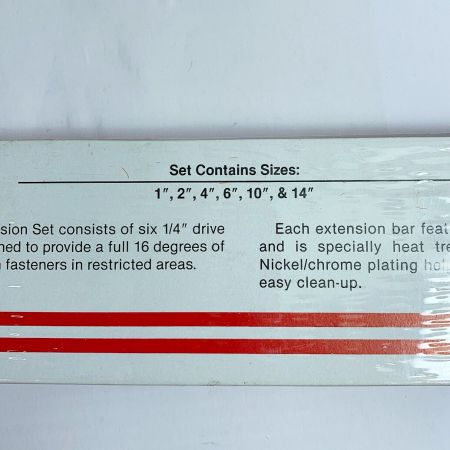 Set Contains Sizes:
1″, 2″, 4″, 6″, 10″, & 14″
sion Set consists of six 1/4″ drive
ned to provide a full 16 degrees of
fasteners in restricted areas.
Each extension bar feat
and is specially heat tre
Nickel/chrome plating hel
easy clean-up.